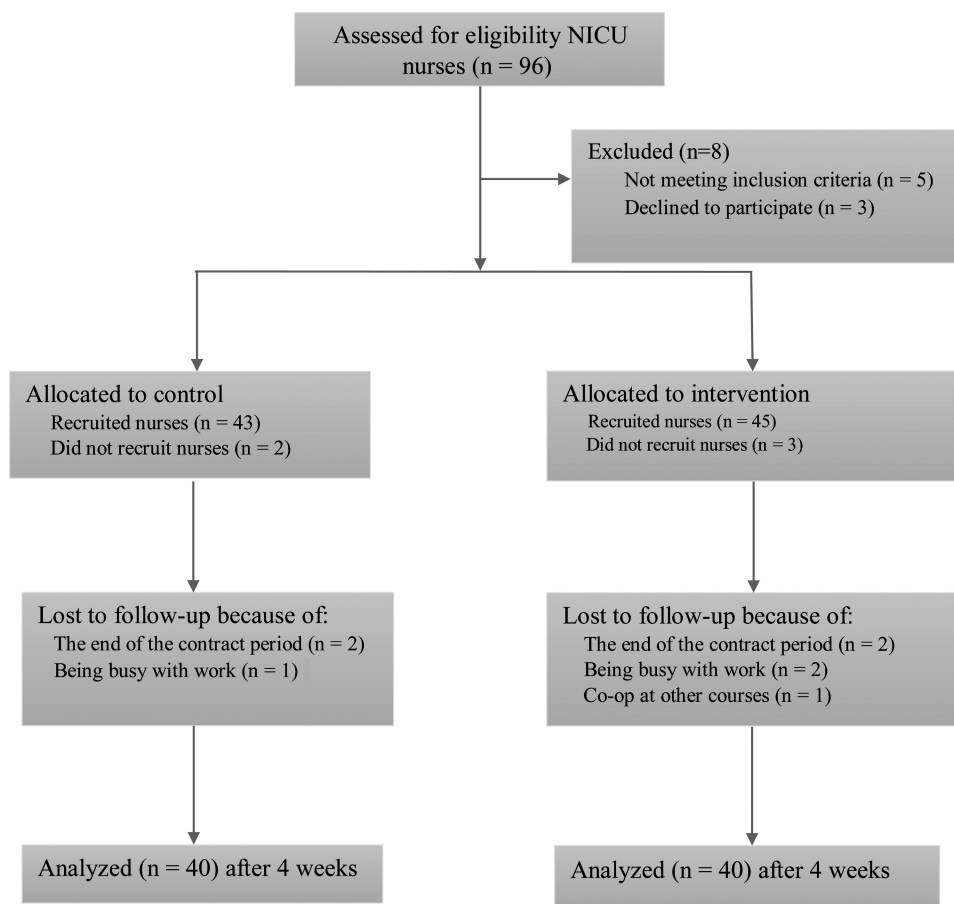 Assessed for eligibility NICU
nurses (n = 96)
Excluded (n=8)
Not meeting inclusion criteria (n = 5)
Declined to participate (n = 3)
Allocated to control
Recruited nurses (n = 43)
Did not recruit nurses (n = 2)
Allocated to intervention
Recruited nurses (n = 45)
Did not recruit nurses (n = 3)
Lost to follow-up because of:
The end of the contract period (n = 2)
Being busy with work (n = 1)
Lost to follow-up because of:
The end of the contract period (n = 2)
Being busy with work (n = 2)
Co-op at other courses (n = 1)
Analyzed (n = 40) after 4 weeks
Analyzed (n = 40) after 4 weeks